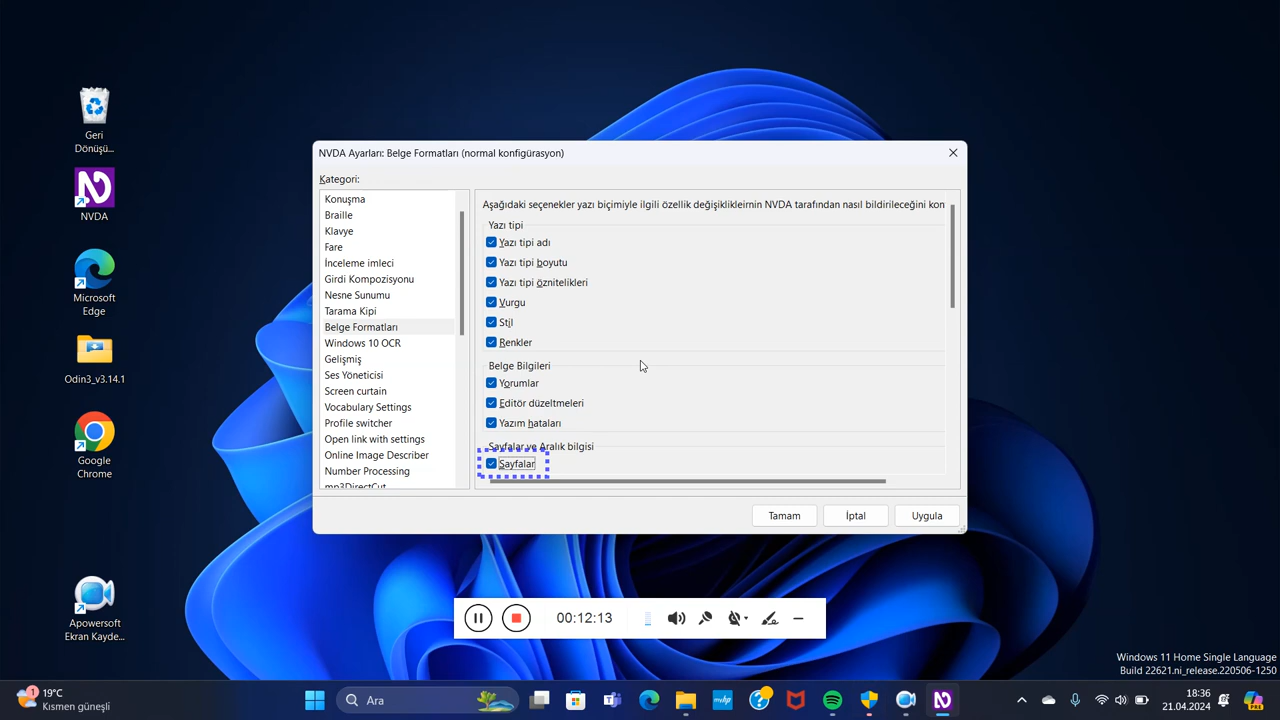 Geri
Dönüşü...
NVDA
Microsoft
Edge
Odin3_v3.14.1
Google
Chrome
Apowersoft
Ekran Kayde...
NVDA Ayarları: Belge Formatları (normal konfigürasyon)
Kategori:
Konuşma
Braille
Klavye
Fare
İnceleme imleci
Girdi Kompozisyonu
Nesne Sunumu
Tarama Kipi
Belge Formatları
Windows 10 OCR
Gelişmiş
Ses Yöneticisi
Screen curtain
Vocabulary Settings
Profile switcher
Open link with settings
Online Image Describer
Number Processing
mp3DirectCut
Aşağıdaki seçenekler yazı biçimiyle ilgili özellik değişikliklerinin NVDA tarafından nasıl bildirileceğini kon
Yazı tipi
Yazı tipi adı
Yazı tipi boyutu
Yazı tipi öznitelikleri
Vurgu
Stil
Renkler
Belge Bilgileri
Yorumlar
Editör düzeltmeleri
Yazım hataları
Sayfalar ve Aralık bilgisi
Sayfalar
Tamam
İptal
Uygula
00:12:13
Windows 11 Home Single Language
Build 22621.ni_release.220506-1250
1
19°C
Kısmen güneşli
Ara
myhp
18:36
21.04.2024
PRE